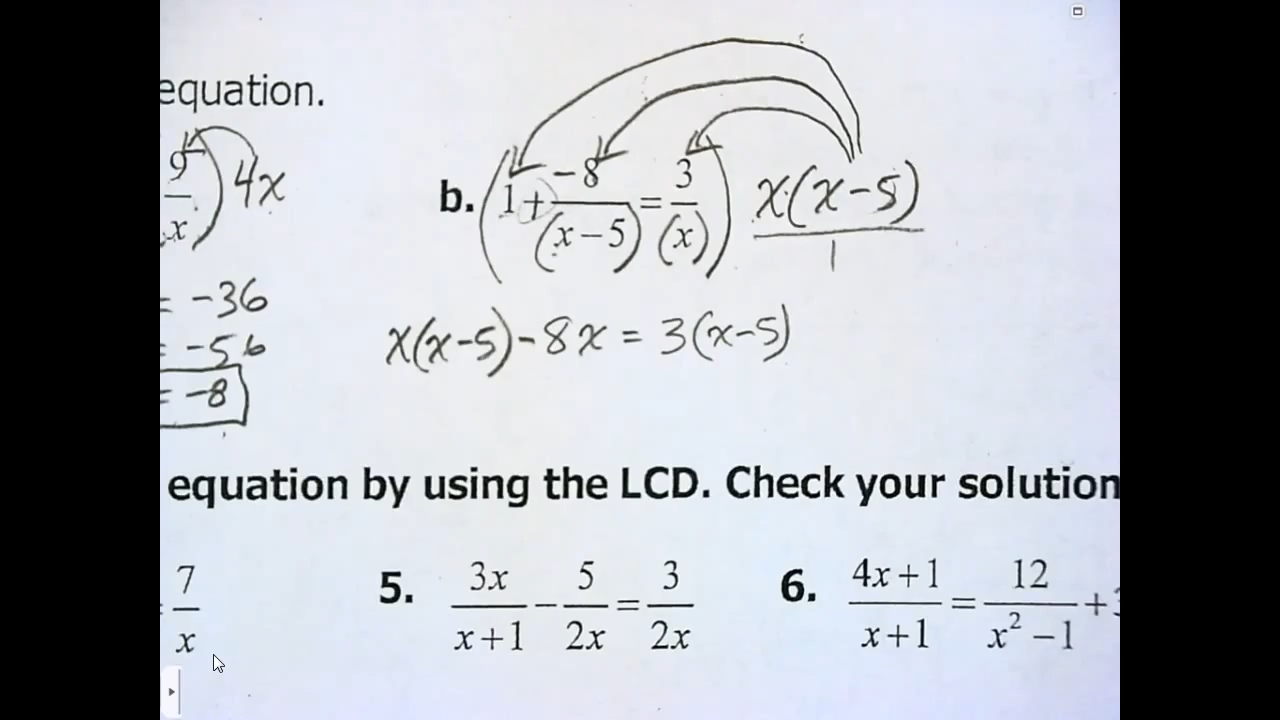 equation.
9/x) 4x
= -36
= -56
= -8
b. (1 + -8/(x-5) = 3/(x)) x(x-5)/1
x(x-5) - 8x = 3(x-5)
equation by using the LCD. Check your solution
= 7/x
5. 3x/x+1 - 5/2x = 3/2x
6. 4x+1/x+1 = 12/x²-1 +